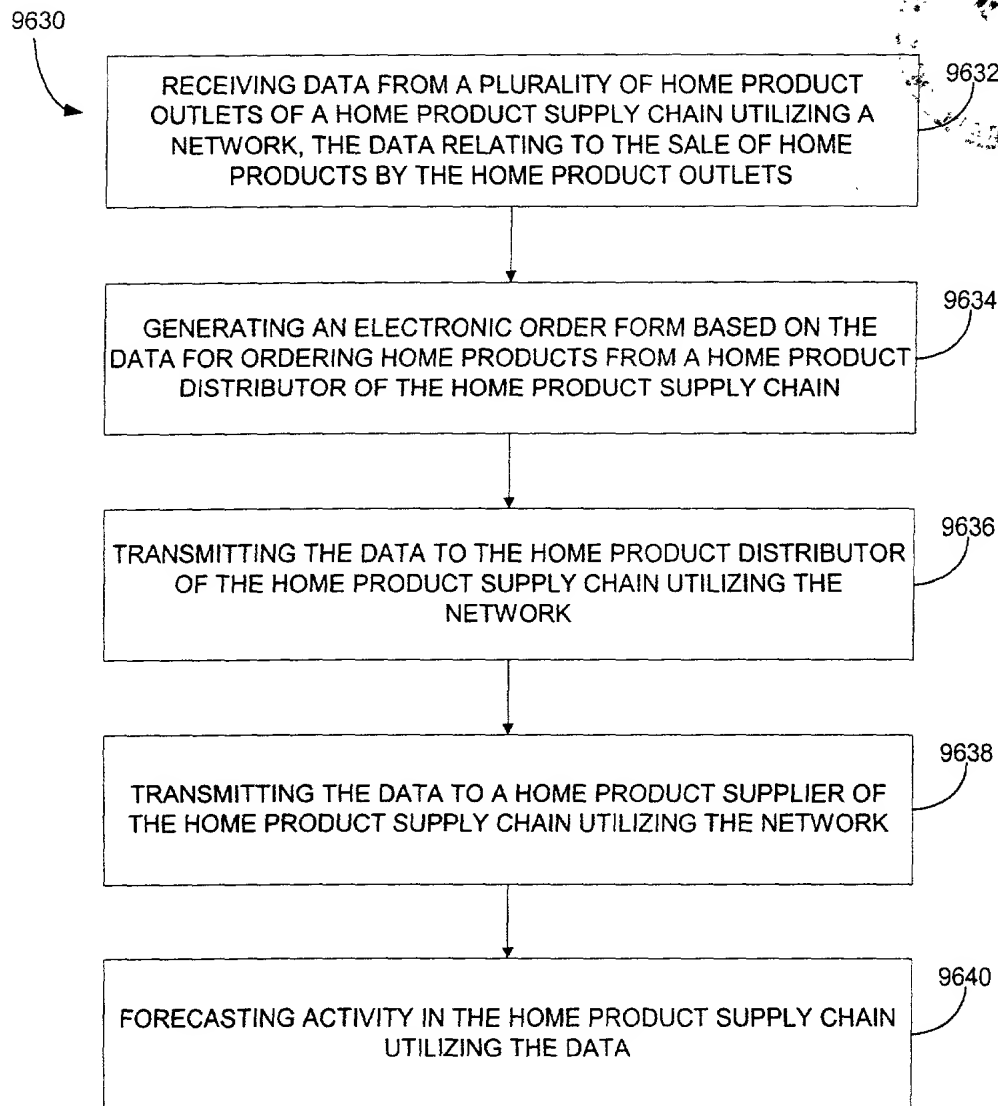 9630
RECEIVING DATA FROM A PLURALITY OF HOME PRODUCT
OUTLETS OF A HOME PRODUCT SUPPLY CHAIN UTILIZING A
NETWORK, THE DATA RELATING TO THE SALE OF HOME
PRODUCTS BY THE HOME PRODUCT OUTLETS
9632
GENERATING AN ELECTRONIC ORDER FORM BASED ON THE
DATA FOR ORDERING HOME PRODUCTS FROM A HOME PRODUCT
DISTRIBUTOR OF THE HOME PRODUCT SUPPLY CHAIN
9634
TRANSMITTING THE DATA TO THE HOME PRODUCT DISTRIBUTOR
OF THE HOME PRODUCT SUPPLY CHAIN UTILIZING THE
NETWORK
9636
TRANSMITTING THE DATA TO A HOME PRODUCT SUPPLIER OF
THE HOME PRODUCT SUPPLY CHAIN UTILIZING THE NETWORK
9638
FORECASTING ACTIVITY IN THE HOME PRODUCT SUPPLY CHAIN
UTILIZING THE DATA
9640